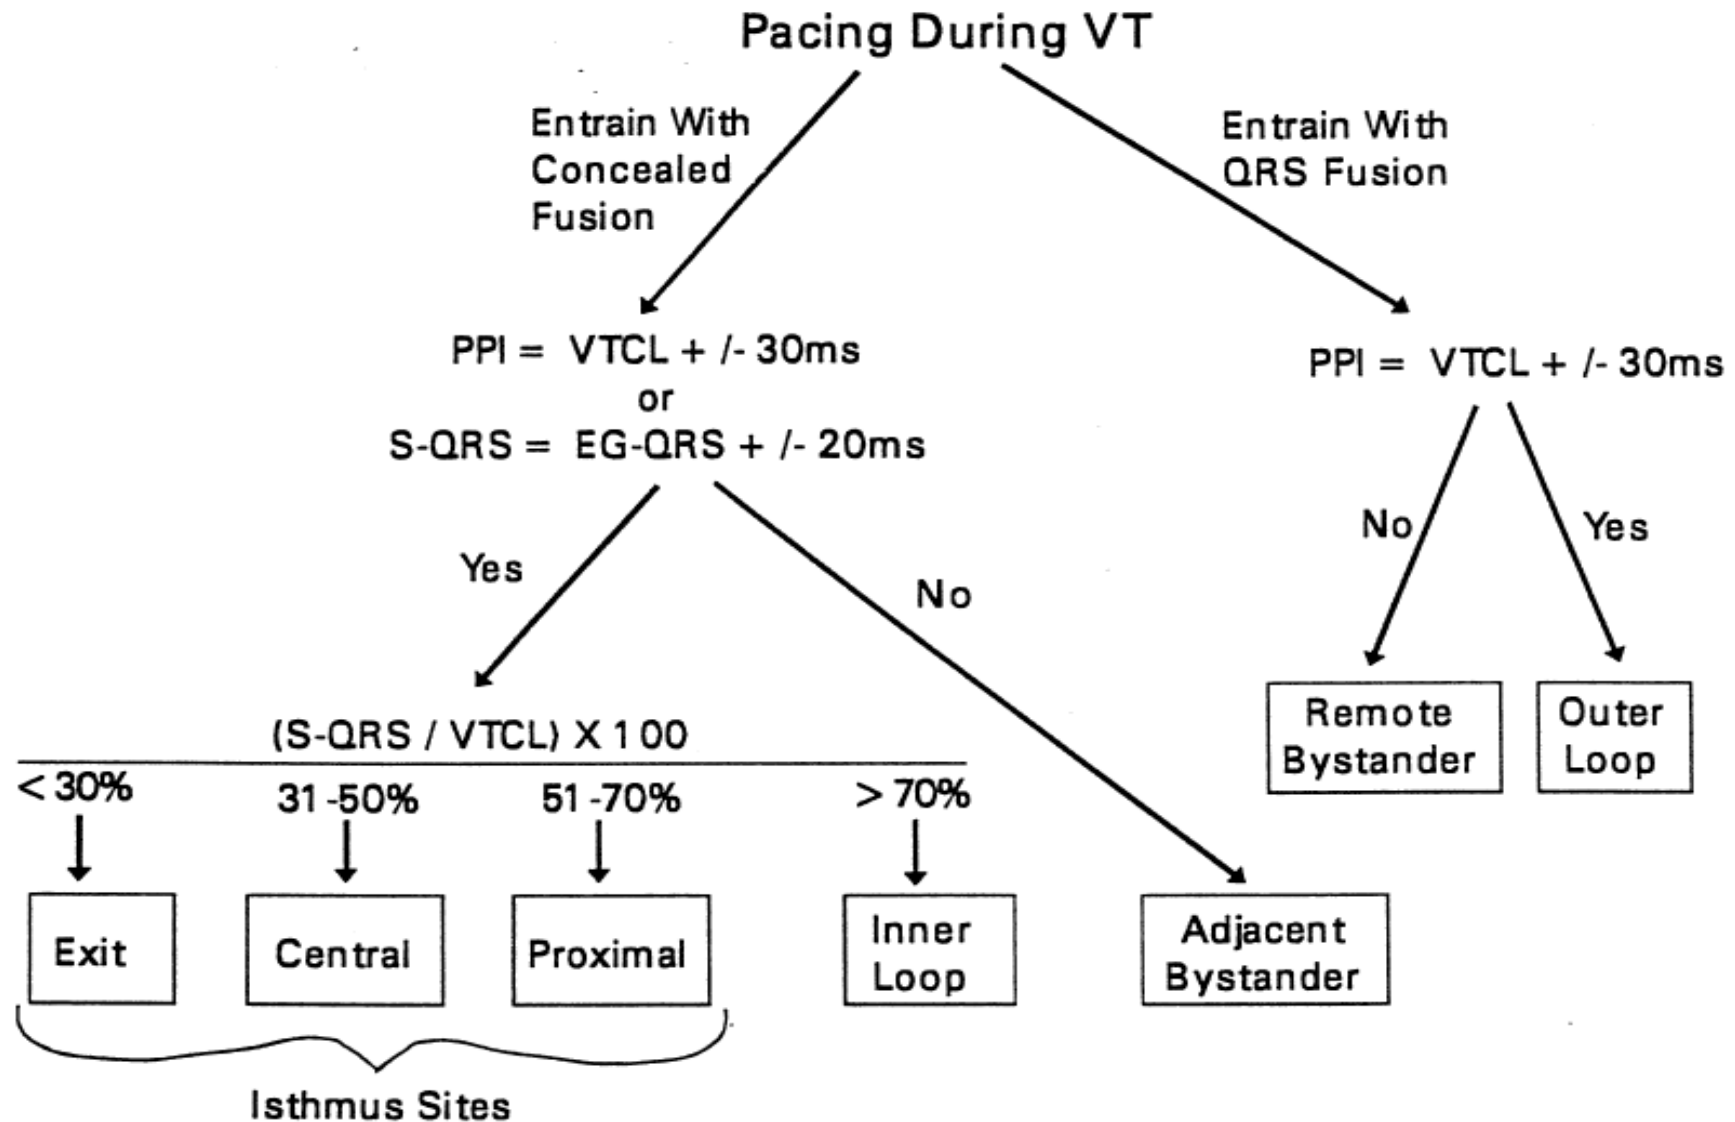 Pacing During VT
Entrain With
Concealed
Fusion
Entrain With
QRS Fusion
PPI = VTCL + /- 30ms
or
S-QRS = EG-QRS + /- 20ms
PPI = VTCL + /- 30ms
Yes
No
No
Yes
(S-QRS / VTCL) X 100
< 30%
31 -50%
51 -70%
> 70%
Remote
Bystander
Outer
Loop
Exit
Central
Proximal
Inner
Loop
Adjacent
Bystander
Isthmus Sites